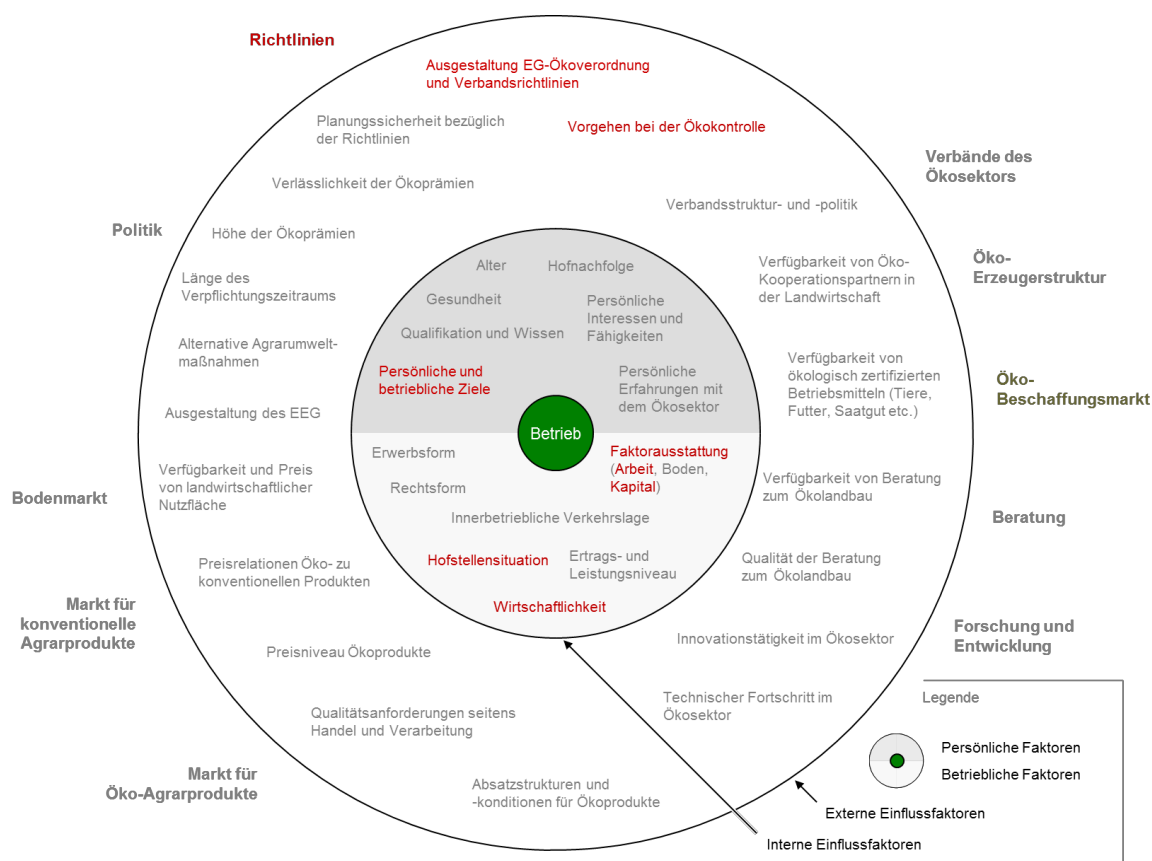 Richtlinien
Ausgestaltung EG-Ökoverordnung
und Verbandsrichtlinien
Planungssicherheit bezüglich
der Richtlinien
Vorgehen bei der Ökokontrolle
Verbände des
Ökosektors
Verlässlichkeit der Ökoprämien
Verbandsstruktur- und -politik
Politik
Höhe der Ökoprämien
Öko-
Erzeugerstruktur
Länge des
Verpflichtungszeitraums
Verfügbarkeit von Öko-
Kooperationspartnern in
der Landwirtschaft
Alter
Hofnachfolge
Gesundheit
Persönliche
Interessen und
Fähigkeiten
Qualifikation und Wissen
Alternative Agrarumwelt-
maßnahmen
Persönliche und
betriebliche Ziele
Persönliche
Erfahrungen mit
dem Ökosektor
Verfügbarkeit von
ökologisch zertifizierten
Betriebsmitteln (Tiere,
Futter, Saatgut etc.)
Öko-
Beschaffungsmarkt
Ausgestaltung des EEG
Betrieb
Erwerbsform
Faktorausstattung
(Arbeit, Boden,
Kapital)
Rechtsform
Bodenmarkt
Verfügbarkeit und Preis
von landwirtschaftlicher
Nutzfläche
Verfügbarkeit von Beratung
zum Ökolandbau
Innerbetriebliche Verkehrslage
Beratung
Hofstellensituation
Ertrags- und
Leistungsniveau
Preisrelationen Öko- zu
konventionellen Produkten
Qualität der Beratung
zum Ökolandbau
Wirtschaftlichkeit
Markt für
konventionelle
Agrarprodukte
Forschung und
Entwicklung
Innovationstätigkeit im Ökosektor
Preisniveau Ökoprodukte
Technischer Fortschritt im
Ökosektor
Qualitätsanforderungen seitens
Handel und Verarbeitung
Markt für
Öko-Agrarprodukte
Absatzstrukturen und
-konditionen für Ökoprodukte
Legende
Persönliche Faktoren
Betriebliche Faktoren
Externe Einflussfaktoren
Interne Einflussfaktoren